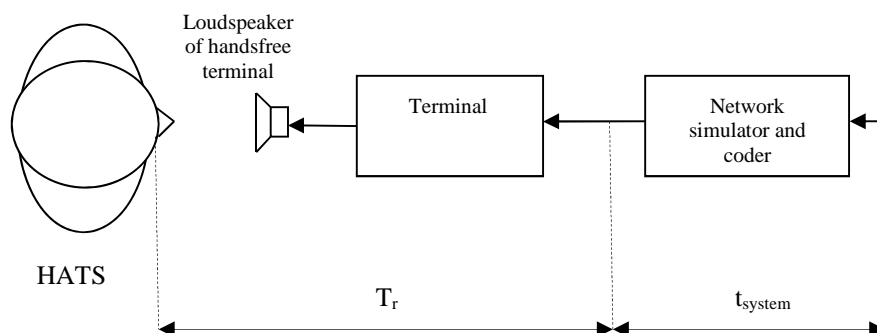 Loudspeaker
of handsfree
terminal
Terminal
Network
simulator and
coder
HATS
Tr
tsystem